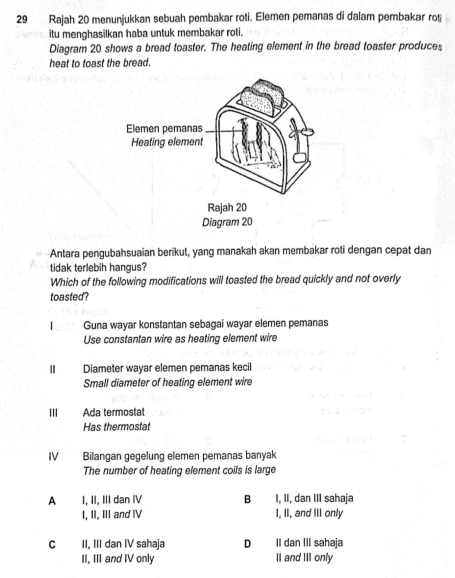 29 Rajah 20 menunjukkan sebuah pembakar roti. Elemen pemanas di dalam pembakar roti
itu menghasilkan haba untuk membakar roti.
Diagram 20 shows a bread toaster. The heating element in the bread toaster produces
heat to toast the bread.
Elemen pemanas
Heating element
Rajah 20
Diagram 20
Antara pengubahsuaian berikut, yang manakah akan membakar roti dengan cepat dan
tidak terlebih hangus?
Which of the following modifications will toasted the bread quickly and not overly
toasted?
I Guna wayar konstantan sebagai wayar elemen pemanas
Use constantan wire as heating element wire
II Diameter wayar elemen pemanas kecil
Small diameter of heating element wire
III Ada termostat
Has thermostat
IV Bilangan gegelung elemen pemanas banyak
The number of heating element coils is large
A I, II, III dan IV B I, II, dan III sahaja
I, II, III and IV I, II, and III only
C II, III dan IV sahaja D II dan III sahaja
II, III and IV only II and III only